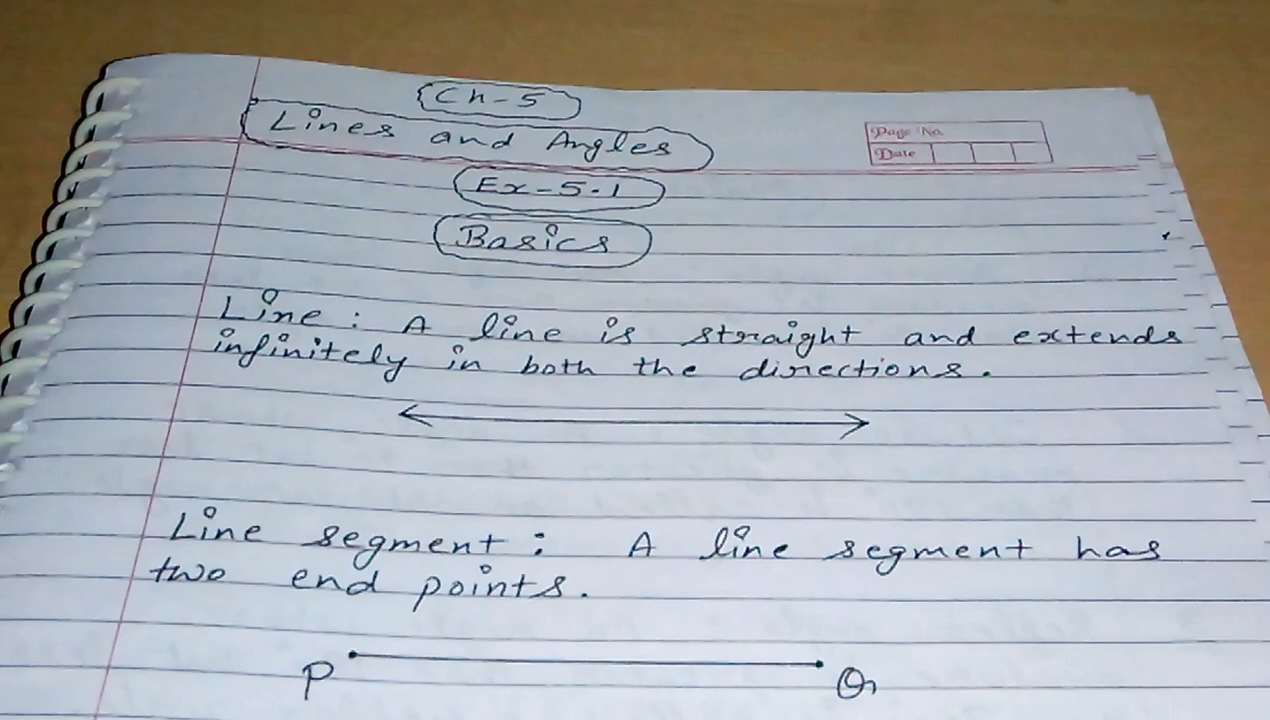 Ch-5
Lines and Angles
Page No.
Date
Ex-5.1
Basics
Line: A line is straight and extends
infinitely in both the directions.
Line segment: A line segment has
two end points.
P Q